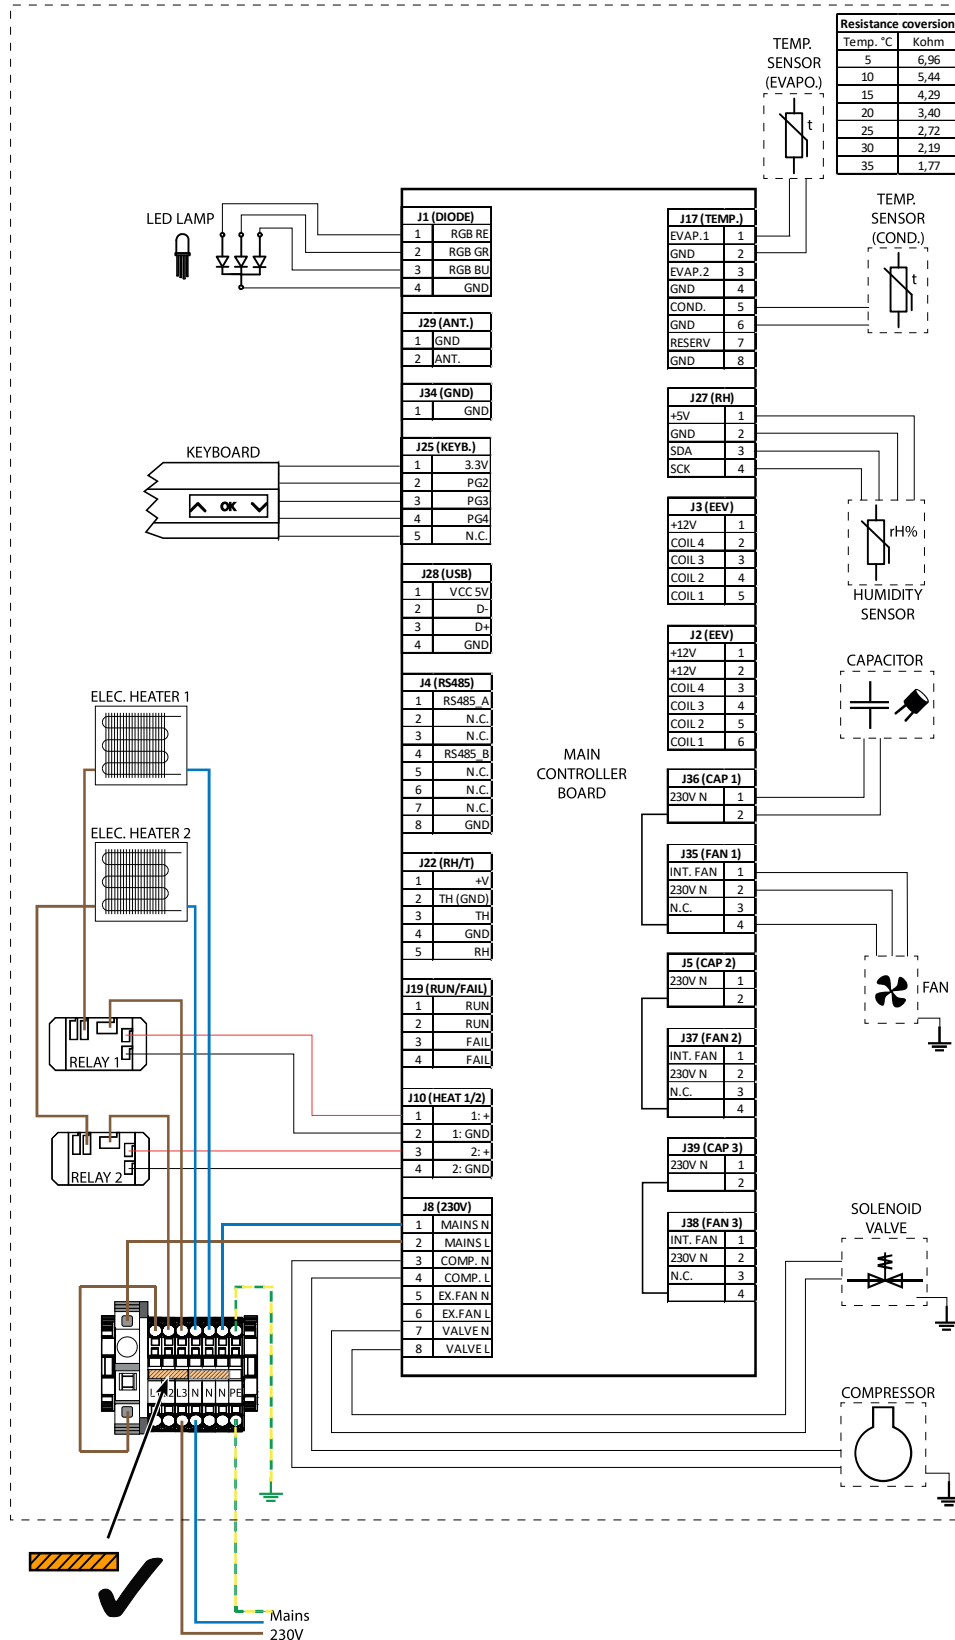 Resistance coversion
Temp. °C Kohm
5 6,96
10 5,44
15 4,29
20 3,40
25 2,72
30 2,19
35 1,77
TEMP.
SENSOR
(EVAPO.)
t
TEMP.
SENSOR
(COND.)
t
LED LAMP
J1 (DIODE)
1 RGB RE
2 RGB GR
3 RGB BU
4 GND
J29 (ANT.)
1 GND
2 ANT.
J34 (GND)
1 GND
KEYBOARD
OK
J25 (KEYB.)
1 3.3V
2 PG2
3 PG3
4 PG4
5 N.C.
J28 (USB)
1 VCC 5V
2 D-
3 D+
4 GND
J4 (RS485)
1 RS485_A
2 N.C.
3 N.C.
4 RS485_B
5 N.C.
6 N.C.
7 N.C.
8 GND
J22 (RH/T)
1 +V
2 TH (GND)
3 TH
4 GND
5 RH
J19 (RUN/FAIL)
1 RUN
2 RUN
3 FAIL
4 FAIL
J10 (HEAT 1/2)
1 1: +
2 1: GND
3 2: +
4 2: GND
J8 (230V)
1 MAINS N
2 MAINS L
3 COMP. N
4 COMP. L
5 EX.FAN N
6 EX.FAN L
7 VALVE N
8 VALVE L
MAIN
CONTROLLER
BOARD
J17 (TEMP.)
EVAP.1 1
GND 2
EVAP.2 3
GND 4
COND. 5
GND 6
RESERV 7
GND 8
J27 (RH)
+5V 1
GND 2
SDA 3
SCK 4
rH%
HUMIDITY
SENSOR
J3 (EEV)
+12V 1
COIL 4 2
COIL 3 3
COIL 2 4
COIL 1 5
J2 (EEV)
+12V 1
+12V 2
COIL 4 3
COIL 3 4
COIL 2 5
COIL 1 6
CAPACITOR
J36 (CAP 1)
230V N 1
2
J35 (FAN 1)
INT. FAN 1
230V N 2
N.C. 3
4
FAN
J5 (CAP 2)
230V N 1
2
J37 (FAN 2)
INT. FAN 1
230V N 2
N.C. 3
4
J39 (CAP 3)
230V N 1
2
J38 (FAN 3)
INT. FAN 1
230V N 2
N.C. 3
4
SOLENOID
VALVE
COMPRESSOR
ELEC. HEATER 1
ELEC. HEATER 2
RELAY 1
RELAY 2
L3 N N N PE
Mains
230V